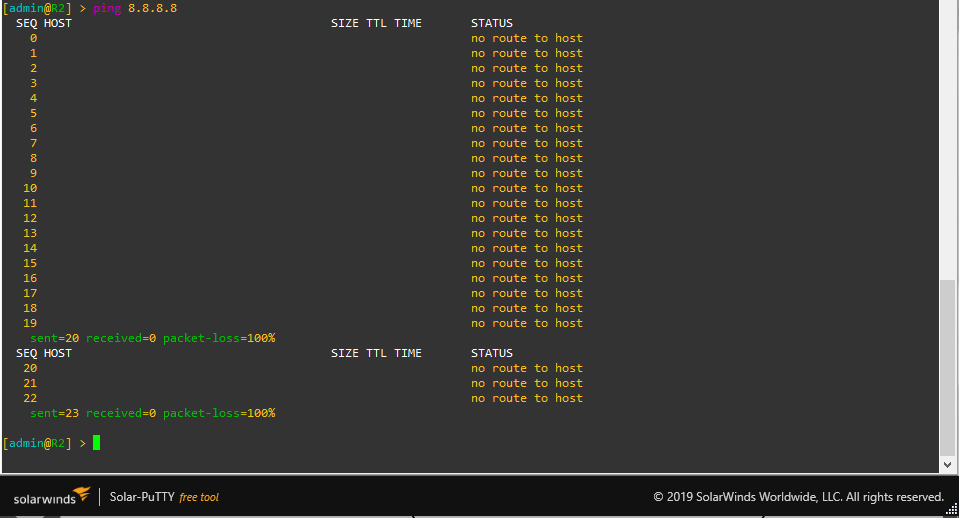 [admin@R2] > ping 8.8.8.8
SEQ HOST SIZE TTL TIME STATUS
0 no route to host
1 no route to host
2 no route to host
3 no route to host
4 no route to host
5 no route to host
6 no route to host
7 no route to host
8 no route to host
9 no route to host
10 no route to host
11 no route to host
12 no route to host
13 no route to host
14 no route to host
15 no route to host
16 no route to host
17 no route to host
18 no route to host
19 no route to host
sent=20 received=0 packet-loss=100%
SEQ HOST SIZE TTL TIME STATUS
20 no route to host
21 no route to host
22 no route to host
sent=23 received=0 packet-loss=100%
[admin@R2] >
solarwinds Solar-PuTTY free tool © 2019 SolarWinds Worldwide, LLC. All rights reserved.